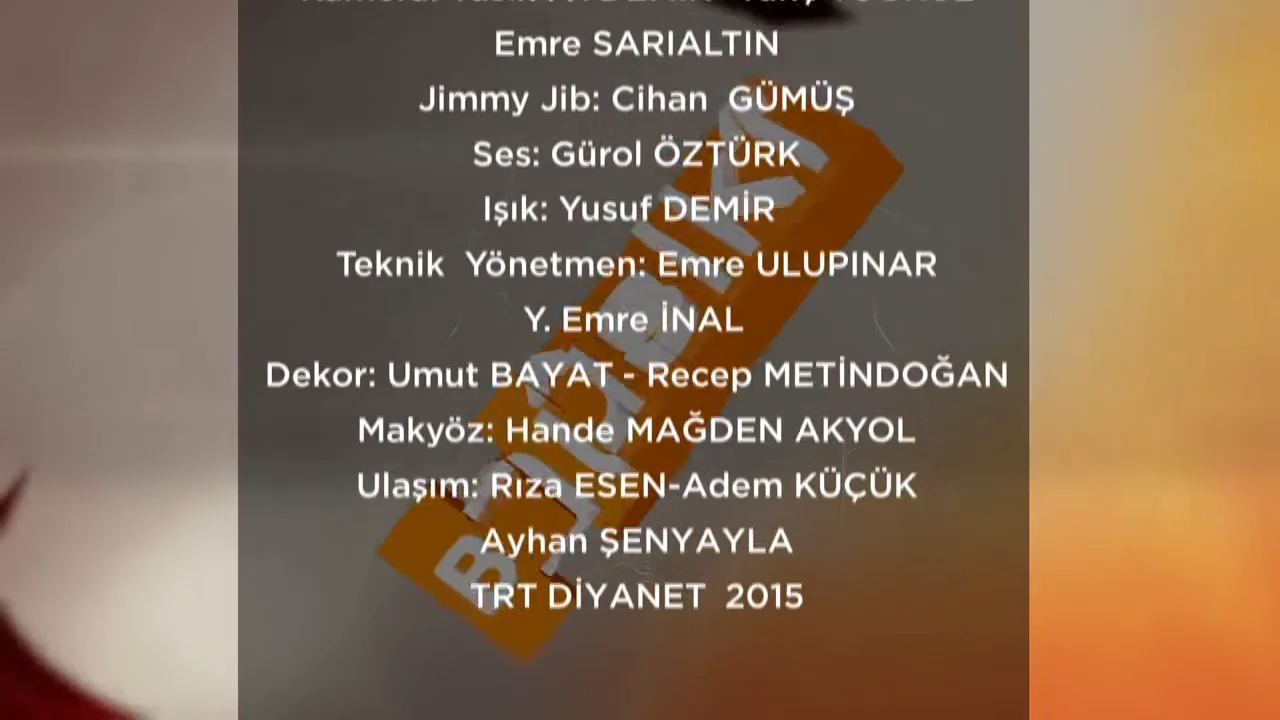 Emre SARIALTIN
Jimmy Jib: Cihan GÜMÜŞ
Ses: Gürol ÖZTÜRK
Işık: Yusuf DEMİR
Teknik Yönetmen: Emre ULUPINAR
Y. Emre İNAL
Dekor: Umut BAYAT - Recep METİNDOĞAN
Makyöz: Hande MAĞDEN AKYOL
Ulaşım: Rıza ESEN-Adem KÜÇÜK
Ayhan ŞENYAYLA
TRT DİYANET 2015